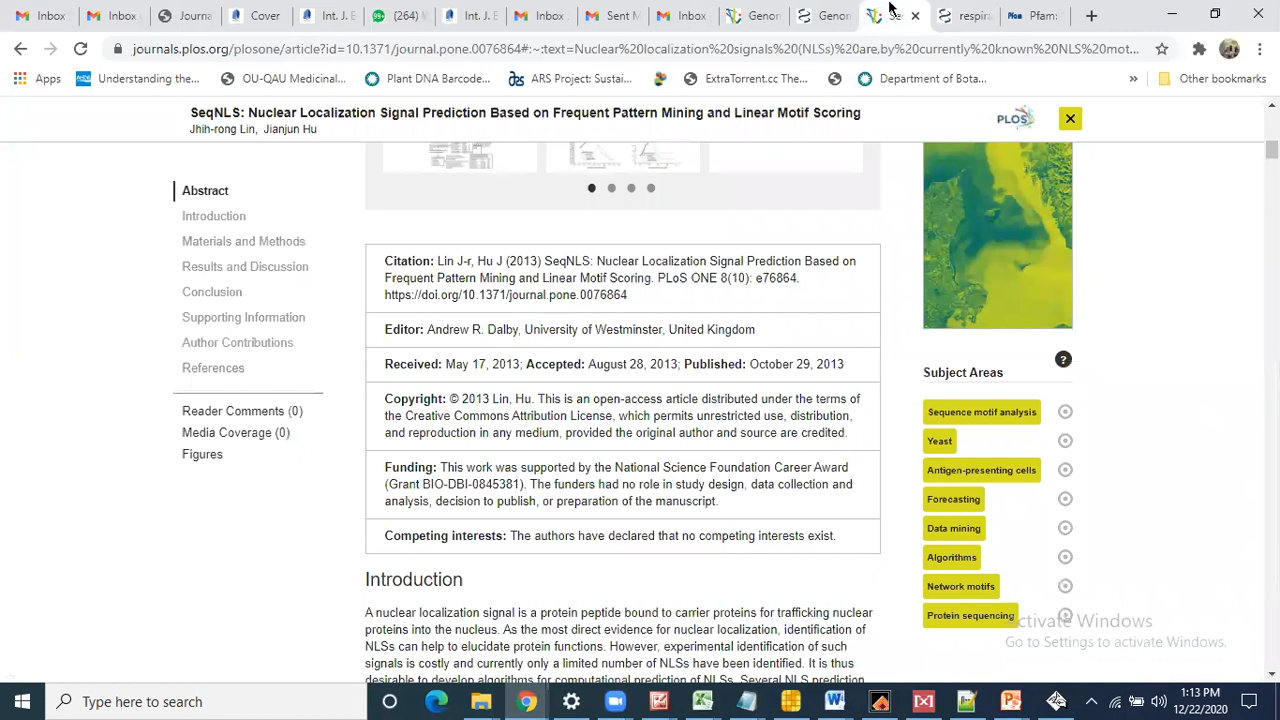 Inbox Inbox Journa Cover Int. J. E (264) Int. J. E Inbox Sent M Inbox Genon Genon Se respira Pfam:
journals.plos.org/plosone/article?id=10.1371/journal.pone.0076864#:~:text=Nuclear%20localization%20signals%20(NLSs)%20are,by%20currently%20known%20NLS%20mot...
Apps Understanding the... OU-QAU Medicinal... Plant DNA Barcode... ARS Project: Sustai... ExtraTorrent.cc The... Department of Bota... » Other bookmarks
SeqNLS: Nuclear Localization Signal Prediction Based on Frequent Pattern Mining and Linear Motif Scoring
Jhih-rong Lin, Jianjun Hu
PLOS
Abstract
Introduction
Materials and Methods
Results and Discussion
Conclusion
Supporting Information
Author Contributions
References
Reader Comments (0)
Media Coverage (0)
Figures
Citation: Lin J-r, Hu J (2013) SeqNLS: Nuclear Localization Signal Prediction Based on
Frequent Pattern Mining and Linear Motif Scoring. PLoS ONE 8(10): e76864.
https://doi.org/10.1371/journal.pone.0076864
Editor: Andrew R. Dalby, University of Westminster, United Kingdom
Received: May 17, 2013; Accepted: August 28, 2013; Published: October 29, 2013
Copyright: © 2013 Lin, Hu. This is an open-access article distributed under the terms of
the Creative Commons Attribution License, which permits unrestricted use, distribution,
and reproduction in any medium, provided the original author and source are credited.
Funding: This work was supported by the National Science Foundation Career Award
(Grant BIO-DBI-0845381). The funders had no role in study design, data collection and
analysis, decision to publish, or preparation of the manuscript.
Competing interests: The authors have declared that no competing interests exist.
Introduction
A nuclear localization signal is a protein peptide bound to carrier proteins for trafficking nuclear
proteins into the nucleus. As the most direct evidence for nuclear localization, identification of
NLSs can help to elucidate protein functions. However, experimental identification of such
signals is costly and currently only a limited number of NLSs have been identified. It is thus
desirable to develop algorithms for computational prediction of NLSs. Several NLS prediction
?
Subject Areas
Sequence motif analysis
Yeast
Antigen-presenting cells
Forecasting
Data mining
Algorithms
Network motifs
Protein sequencing
Activate Windows
Go to Settings to activate Windows.
Type here to search
1:13 PM
12/22/2020